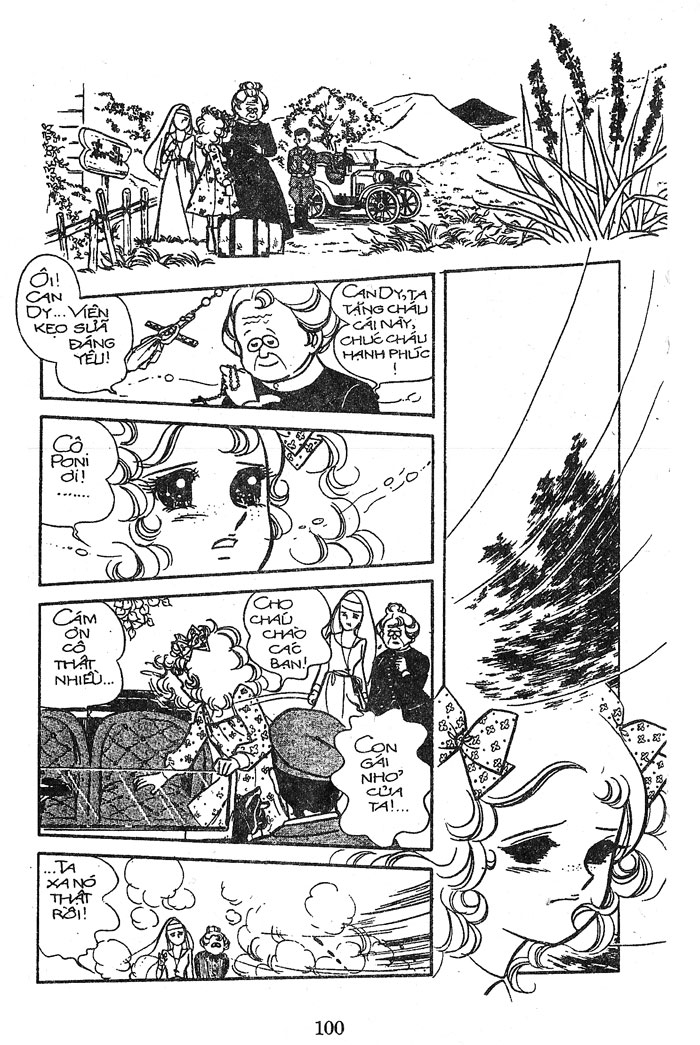 ÔI!
CAN
DY... VIÊN
KẸO SỮA
ĐÁNG
YÊU!
CANDY, TA
TẶNG CHÁU
CÁI NÀY,
CHÚC CHÁU
HẠNH PHÚC
!
CÔ
PONI
ƠI!
........
CÁM
ƠN
CÔ
THẬT
NHIỀU...
CHO
CHÁU
CHÀO
CÁC
BẠN!
CON
GÁI
NHỎ
CỦA
TA!...
...TA
XA NÓ
THẬT
RỒI!
100